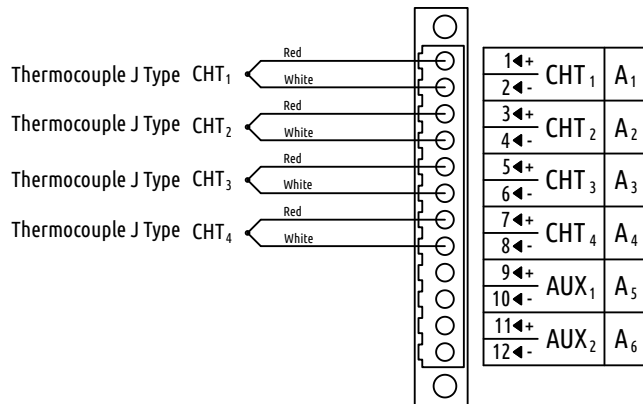 Thermocouple J Type CHT₁ Red
White
Thermocouple J Type CHT₂ Red
White
Thermocouple J Type CHT₃ Red
White
Thermocouple J Type CHT₄ Red
White
1◀+ CHT₁ A₁
2◀-
3◀+ CHT₂ A₂
4◀-
5◀+ CHT₃ A₃
6◀-
7◀+ CHT₄ A₄
8◀-
9◀+ AUX₁ A₅
10◀-
11◀+ AUX₂ A₆
12◀-